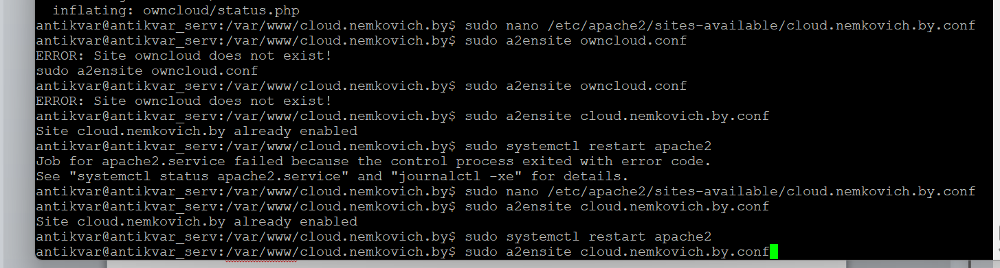 inflating: owncloud/status.php
antikvar@antikvar_serv:/var/www/cloud.nemkovich.by$ sudo nano /etc/apache2/sites-available/cloud.nemkovich.by.conf
antikvar@antikvar_serv:/var/www/cloud.nemkovich.by$ sudo a2ensite owncloud.conf
ERROR: Site owncloud does not exist!
sudo a2ensite owncloud.conf
antikvar@antikvar_serv:/var/www/cloud.nemkovich.by$ sudo a2ensite owncloud.conf
ERROR: Site owncloud does not exist!
antikvar@antikvar_serv:/var/www/cloud.nemkovich.by$ sudo a2ensite cloud.nemkovich.by.conf
Site cloud.nemkovich.by already enabled
antikvar@antikvar_serv:/var/www/cloud.nemkovich.by$ sudo systemctl restart apache2
Job for apache2.service failed because the control process exited with error code.
See "systemctl status apache2.service" and "journalctl -xe" for details.
antikvar@antikvar_serv:/var/www/cloud.nemkovich.by$ sudo nano /etc/apache2/sites-available/cloud.nemkovich.by.conf
antikvar@antikvar_serv:/var/www/cloud.nemkovich.by$ sudo a2ensite cloud.nemkovich.by.conf
Site cloud.nemkovich.by already enabled
antikvar@antikvar_serv:/var/www/cloud.nemkovich.by$ sudo systemctl restart apache2
antikvar@antikvar_serv:/var/www/cloud.nemkovich.by$ sudo a2ensite cloud.nemkovich.by.conf